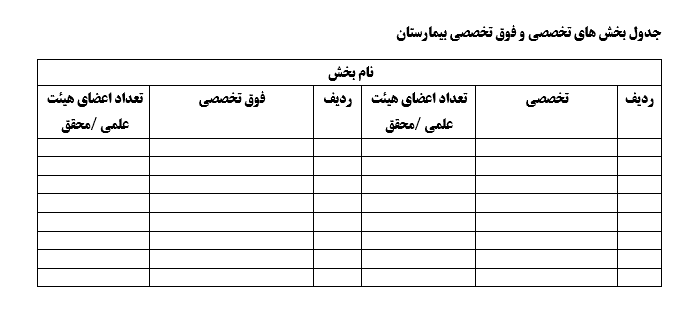 جدول بخش های تخصصی و فوق تخصصی بیمارستان
نام بخش
ردیف تخصصی تعداد اعضای هیئت علمی /محقق ردیف فوق تخصصی تعداد اعضای هیئت علمی /محقق